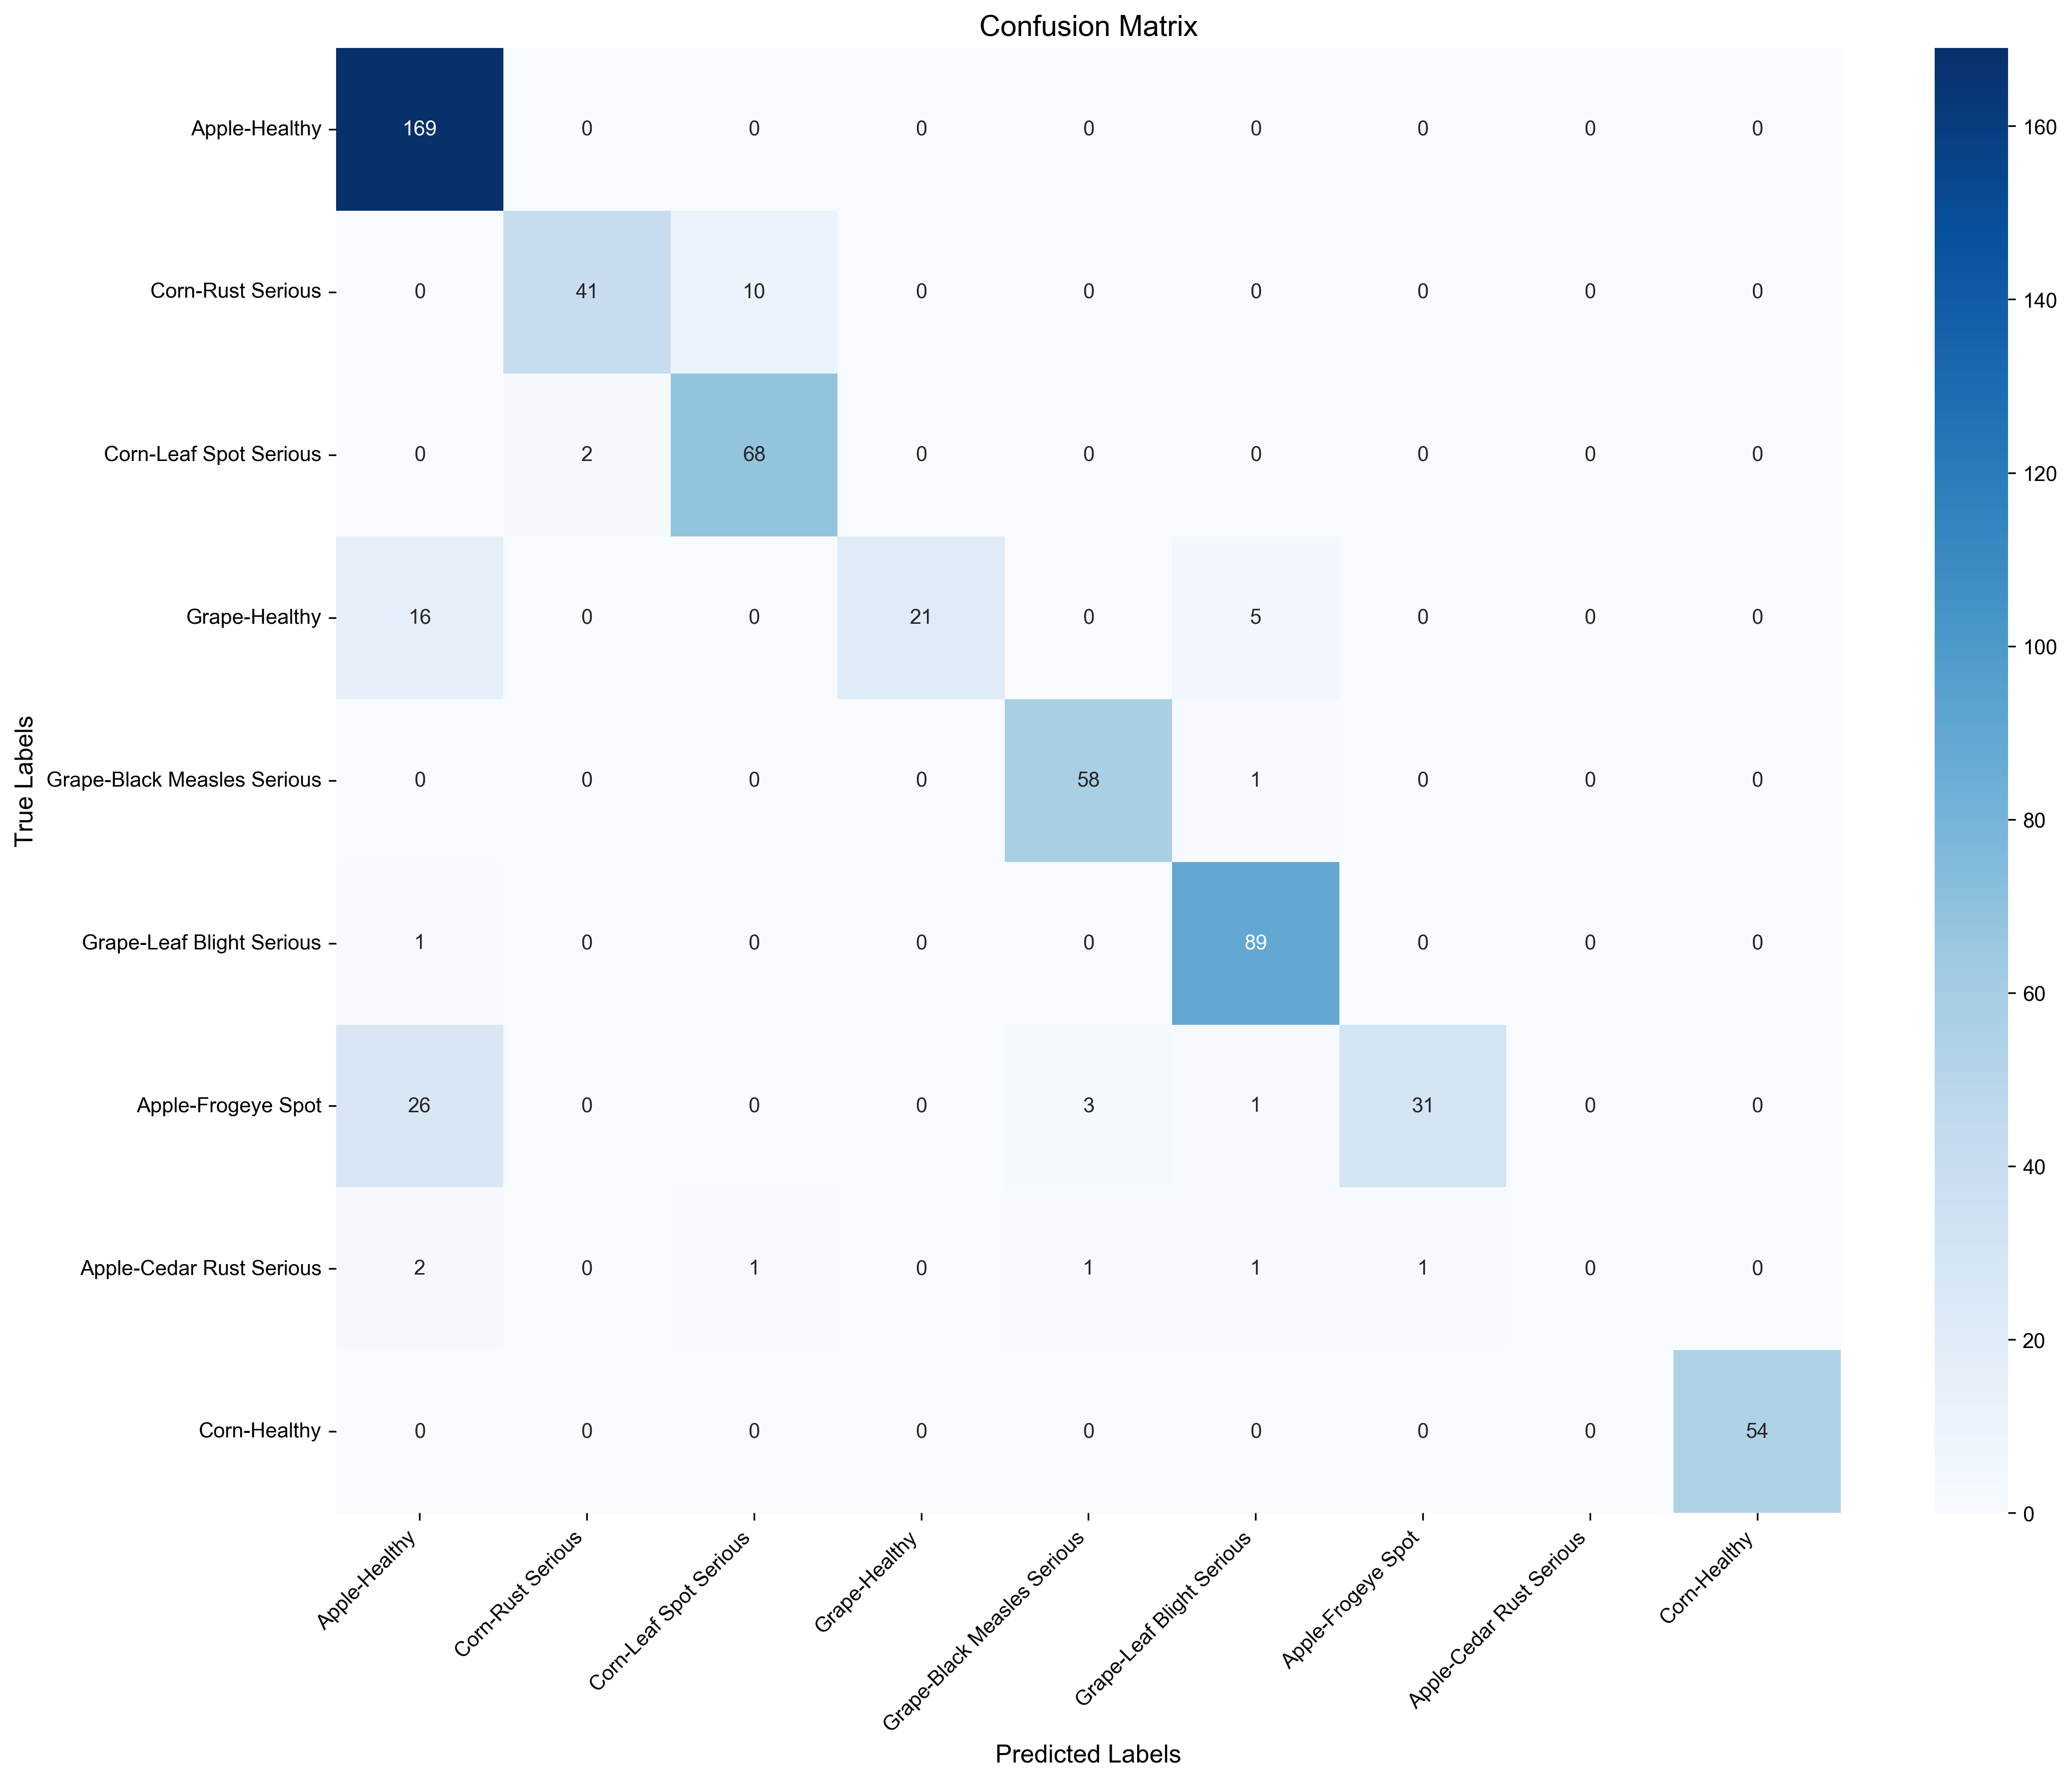 Confusion Matrix
Apple-Healthy 169 0 0 0 0 0 0 0 0
Corn-Rust Serious 0 41 10 0 0 0 0 0 0
Corn-Leaf Spot Serious 0 2 68 0 0 0 0 0 0
Grape-Healthy 16 0 0 21 0 5 0 0 0
Grape-Black Measles Serious 0 0 0 0 58 1 0 0 0
Grape-Leaf Blight Serious 1 0 0 0 0 89 0 0 0
Apple-Frogeye Spot 26 0 0 0 3 1 31 0 0
Apple-Cedar Rust Serious 2 0 1 0 1 1 1 0 0
Corn-Healthy 0 0 0 0 0 0 0 0 54
True Labels
Apple-Healthy
Corn-Rust Serious
Corn-Leaf Spot Serious
Grape-Healthy
Grape-Black Measles Serious
Grape-Leaf Blight Serious
Apple-Frogeye Spot
Apple-Cedar Rust Serious
Corn-Healthy
Predicted Labels
160
140
120
100
80
60
40
20
0